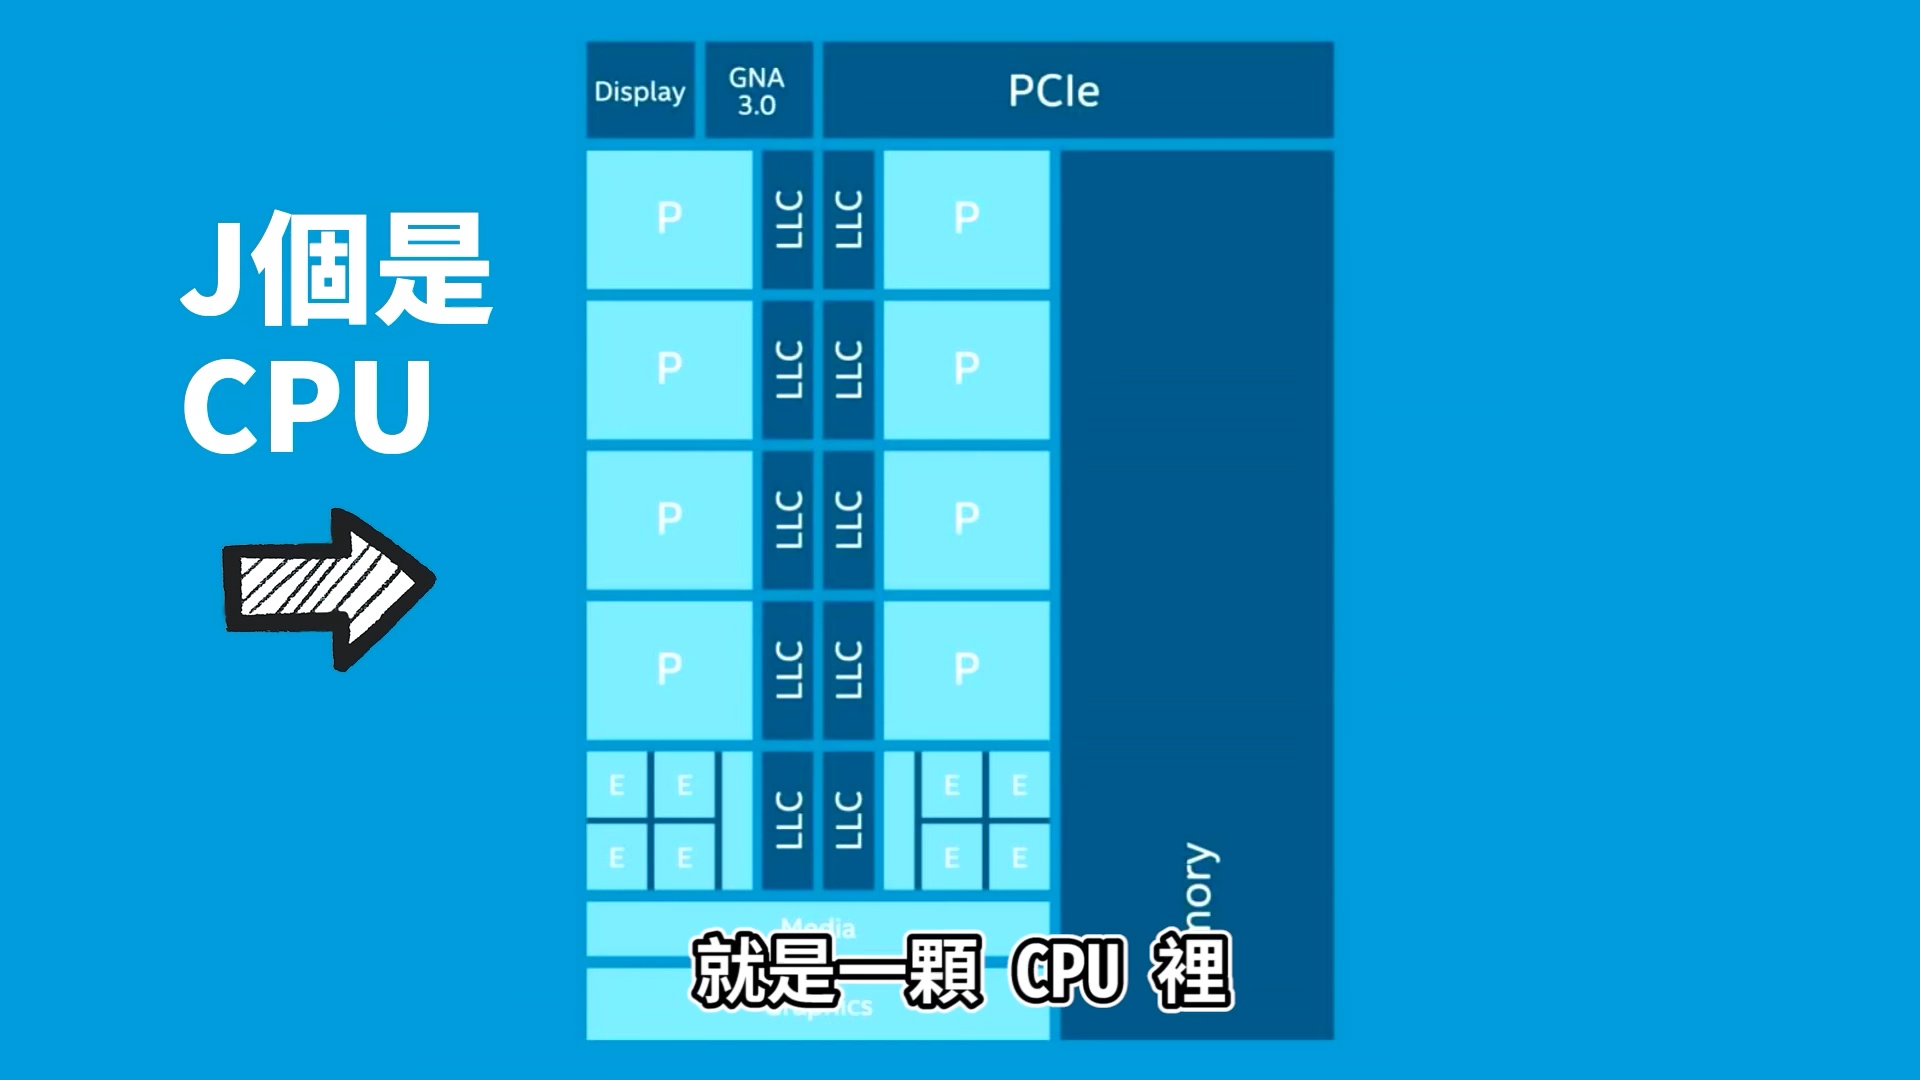 Display
GNA
3.0
PCIe
J個是
CPU
P
LLC
LLC
P
P
LLC
LLC
P
P
LLC
LLC
P
P
LLC
LLC
P
E
E
LLC
LLC
E
E
E
E
E
E
就是一顆 CPU 裡